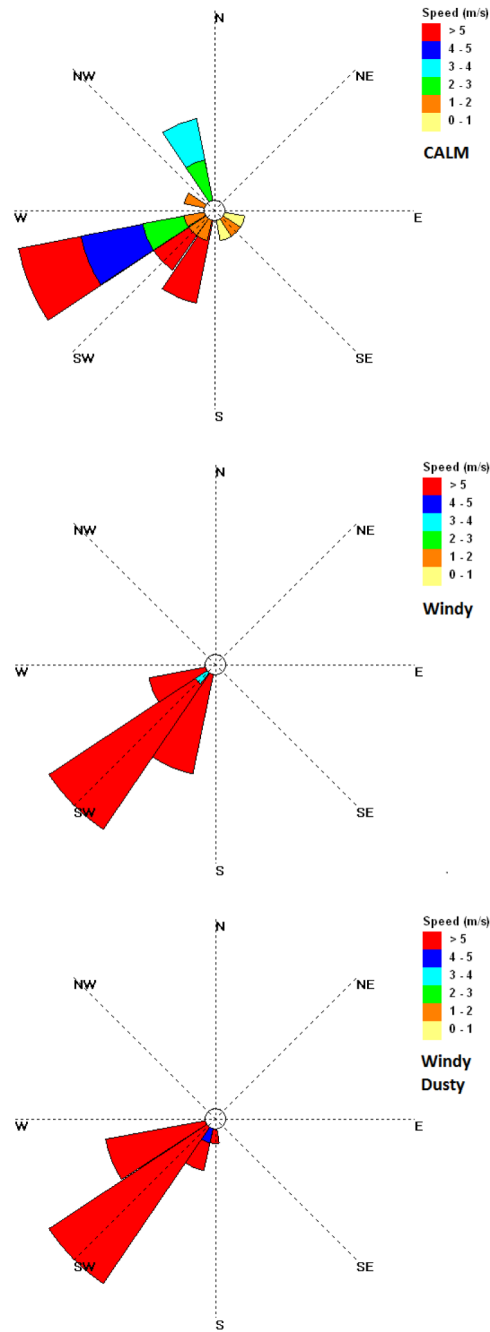 Speed (m/s)
> 5
4 - 5
3 - 4
2 - 3
1 - 2
0 - 1
CALM
N
NW
NE
W
E
SW
SE
S
Speed (m/s)
> 5
4 - 5
3 - 4
2 - 3
1 - 2
0 - 1
Windy
N
NW
NE
W
E
SW
SE
S
Speed (m/s)
> 5
4 - 5
3 - 4
2 - 3
1 - 2
0 - 1
Windy
Dusty
N
NW
NE
W
E
SW
SE
S